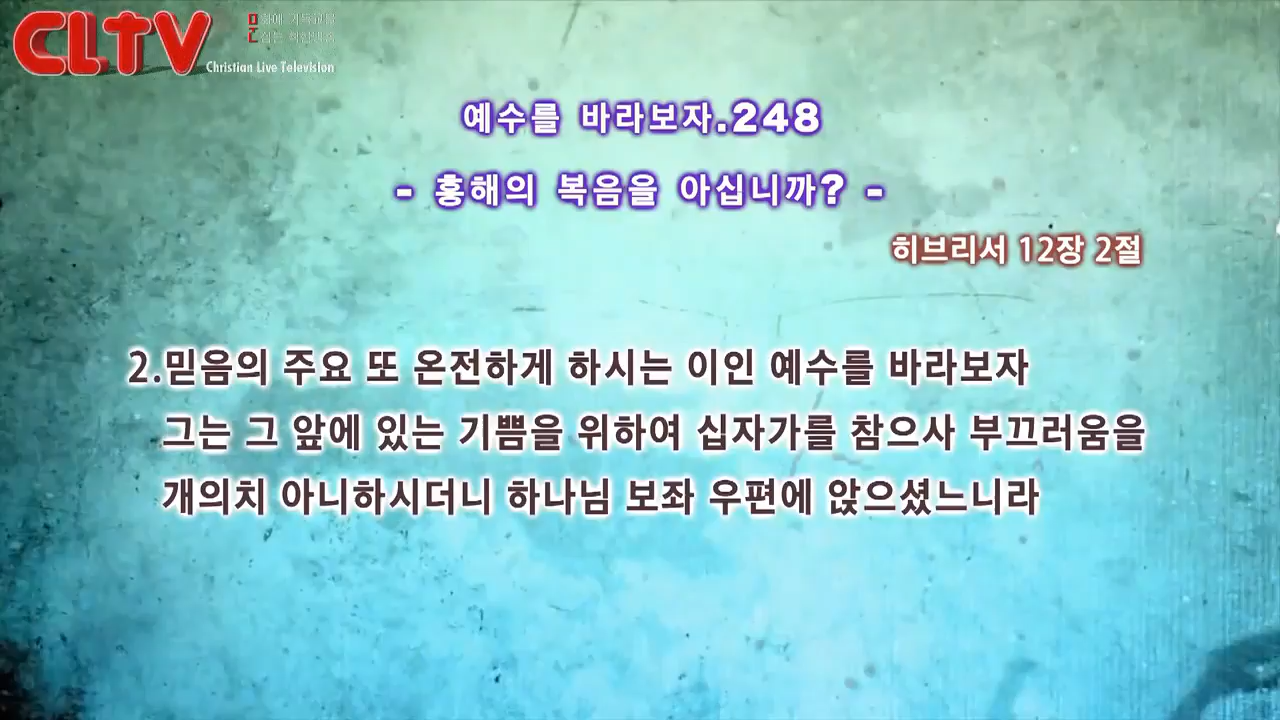 CLTV
Christian Live Television
예수를 바라보자.248
- 홍해의 복음을 아십니까? -
히브리서 12장 2절
2.믿음의 주요 또 온전하게 하시는 이인 예수를 바라보자
그는 그 앞에 있는 기쁨을 위하여 십자가를 참으사 부끄러움을
개의치 아니하시더니 하나님 보좌 우편에 앉으셨느니라